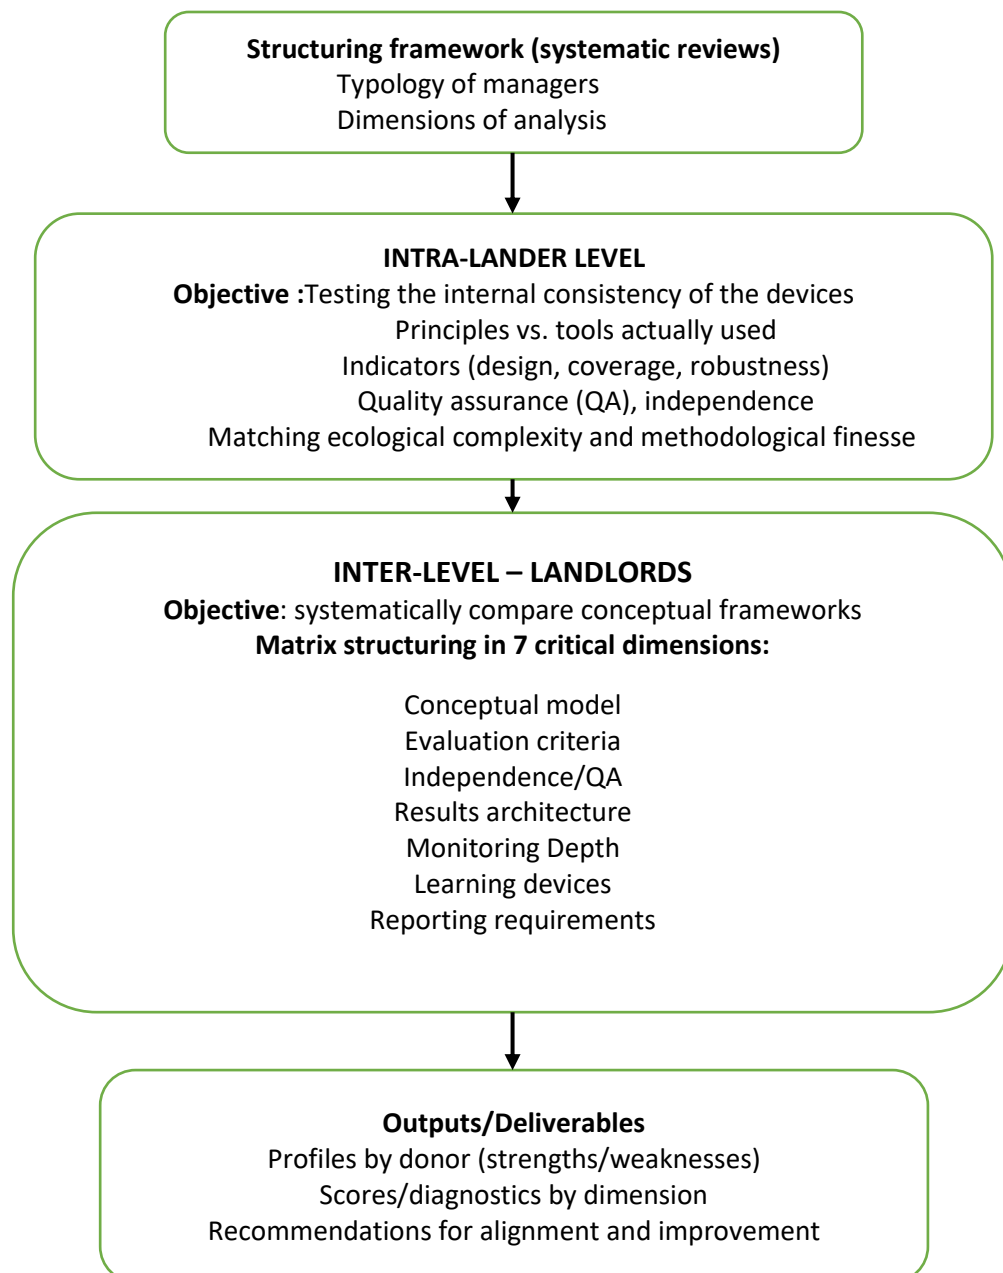 Structuring framework (systematic reviews)
Typology of managers
Dimensions of analysis
INTRA-LANDER LEVEL
Objective :Testing the internal consistency of the devices
Principles vs. tools actually used
Indicators (design, coverage, robustness)
Quality assurance (QA), independence
Matching ecological complexity and methodological finesse
INTER-LEVEL – LANDLORDS
Objective: systematically compare conceptual frameworks
Matrix structuring in 7 critical dimensions:
Conceptual model
Evaluation criteria
Independence/QA
Results architecture
Monitoring Depth
Learning devices
Reporting requirements
Outputs/Deliverables
Profiles by donor (strengths/weaknesses)
Scores/diagnostics by dimension
Recommendations for alignment and improvement